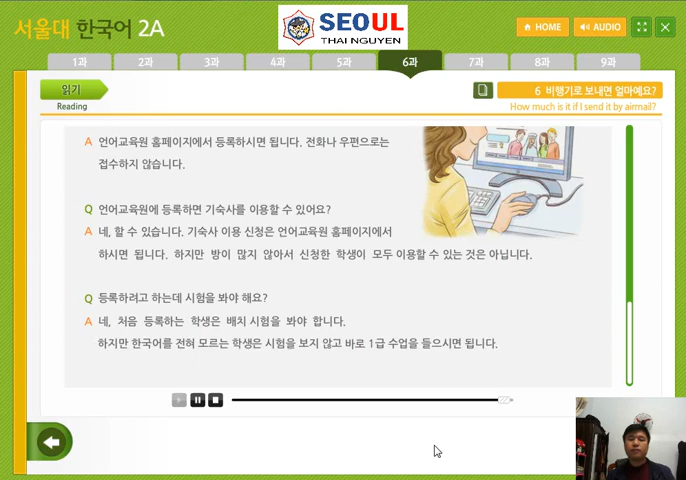 서울대 한국어 2A
SEOUL
THAI NGUYEN
HOME
AUDIO
1과
2과
3과
4과
5과
6과
7과
8과
9과
읽기
Reading
6 비행기로 보내면 얼마예요?
How much is it if I send it by airmail?
A 언어교육원 홈페이지에서 등록하시면 됩니다. 전화나 우편으로는
접수하지 않습니다.
Q 언어교육원에 등록하면 기숙사를 이용할 수 있어요?
A 네, 할 수 있습니다. 기숙사 이용 신청은 언어교육원 홈페이지에서
하시면 됩니다. 하지만 방이 많지 않아서 신청한 학생이 모두 이용할 수 있는 것은 아닙니다.
Q 등록하려고 하는데 시험을 봐야 해요?
A 네, 처음 등록하는 학생은 배치 시험을 봐야 합니다.
하지만 한국어를 전혀 모르는 학생은 시험을 보지 않고 바로 1급 수업을 들으시면 됩니다.